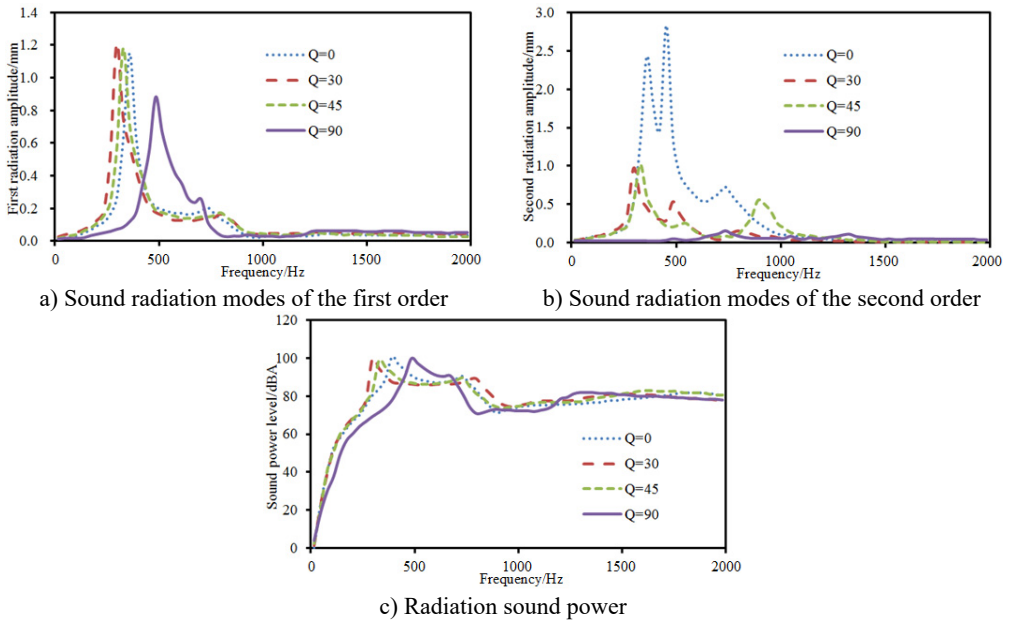 1.4
1.2
1.0
0.8
0.6
0.4
0.2
0.0
First radiation amplitude/mm
Q=0
Q=30
Q=45
Q=90
0 500 1000 1500 2000
Frequency/Hz
a) Sound radiation modes of the first order
3.0
2.5
2.0
1.5
1.0
0.5
0.0
Second radiation amplitude/mm
Q=0
Q=30
Q=45
Q=90
0 500 1000 1500 2000
Frequency/Hz
b) Sound radiation modes of the second order
120
100
80
60
40
20
0
Sound power level/dBA
Q=0
Q=30
Q=45
Q=90
0 500 1000 1500 2000
Frequency/Hz
c) Radiation sound power